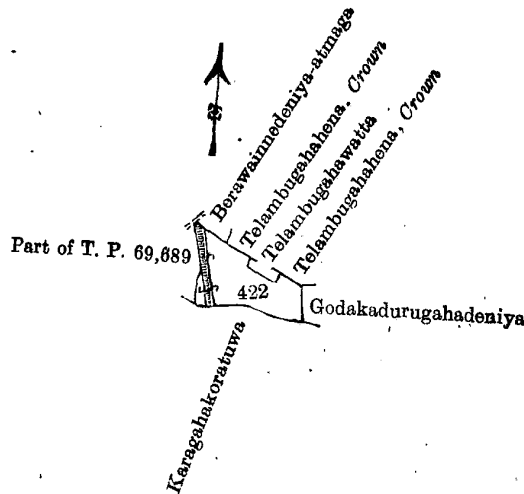 Berawainnedeniya-atmaga
Telambugahahena. Crown
Telambugahawatta
Telambugahahena, Crown
Part of T. P. 69,689
422
Godakadurugahadeniya
Karagahakoratuwa